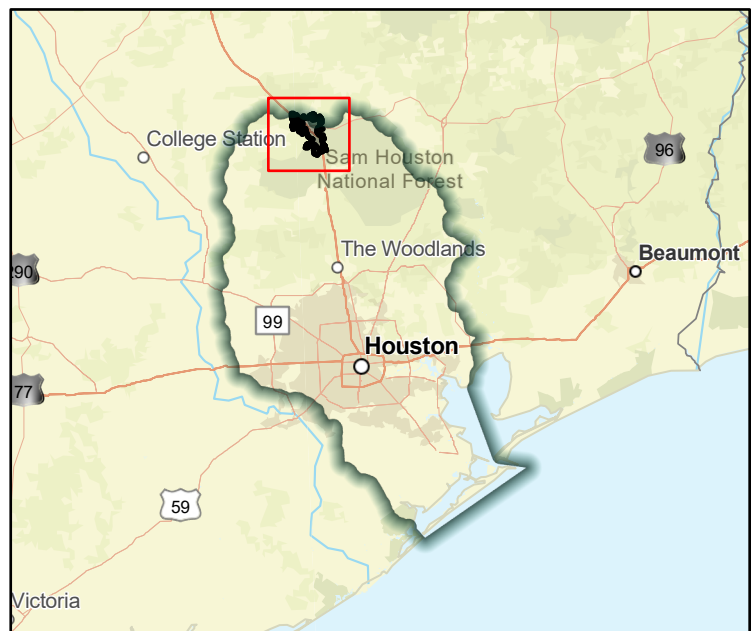 College Station
Sam Houston
National Forest
96
The Woodlands
Beaumont
290
99
Houston
77
59
Victoria